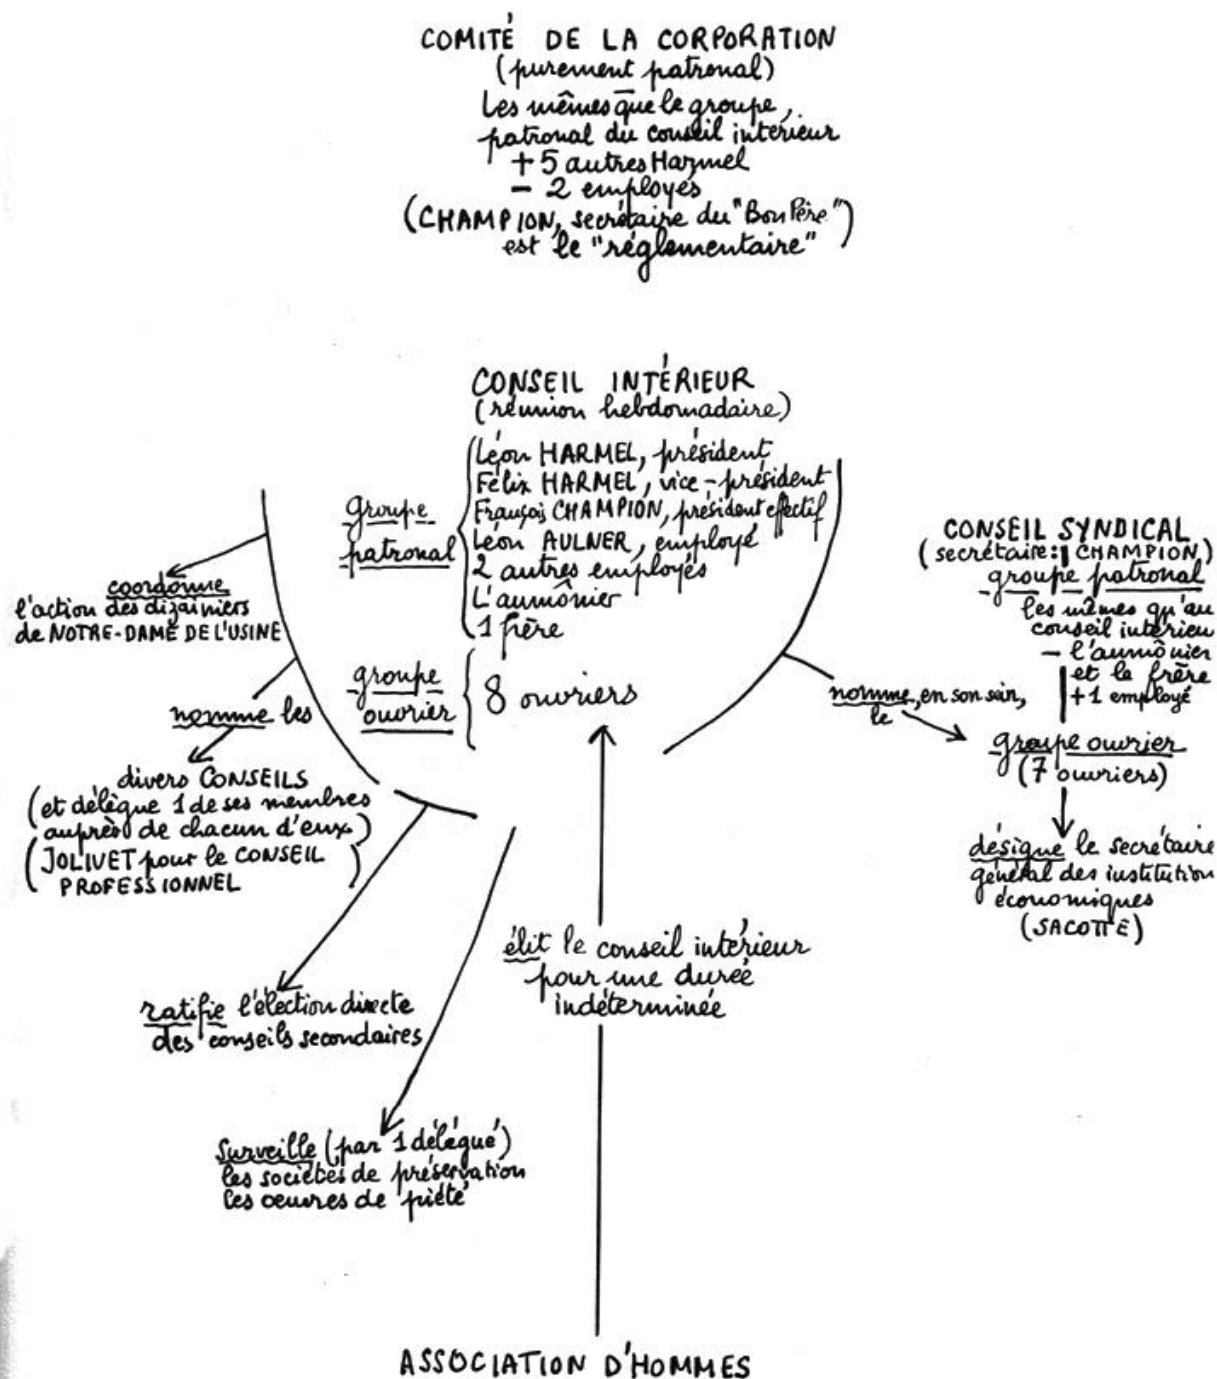 COMITÉ DE LA CORPORATION
(purement patronal)
Les mêmes que le groupe
patronal du conseil intérieur
+ 5 autres Harmel
- 2 employés
(CHAMPION, secrétaire du "Bon Père")
est le "réglementaire"
CONSEIL INTÉRIEUR
(réunion hebdomadaire)
groupe
patronal
Léon HARMEL, président
Félix HARMEL, vice-président
François CHAMPION, président effectif
Léon AULNER, employé
2 autres employés
L'aumônier
1 frère
groupe
ouvrier
8 ouvriers
coordonne
l'action des dizainiers
de NOTRE-DAME DE L'USINE
nomme les
divers CONSEILS
(et délègue 1 de ses membres
auprès de chacun d'eux)
(JOLIVET pour le CONSEIL
PROFESSIONNEL)
ratifie l'élection directe
des conseils secondaires
surveille (par 1 délégué)
les sociétés de préservation
les oeuvres de piété
élit le conseil intérieur
pour une durée
indéterminée
nomme, en son sein,
le
CONSEIL SYNDICAL
(secrétaire: CHAMPION)
groupe patronal
les mêmes qu'au
conseil intérieu
- l'aumônier
et le frère
+ 1 employé
groupe ouvrier
(7 ouvriers)
désigne le secrétaire
général des institution
économiques
(SACOTTE)
ASSOCIATION D'HOMMES